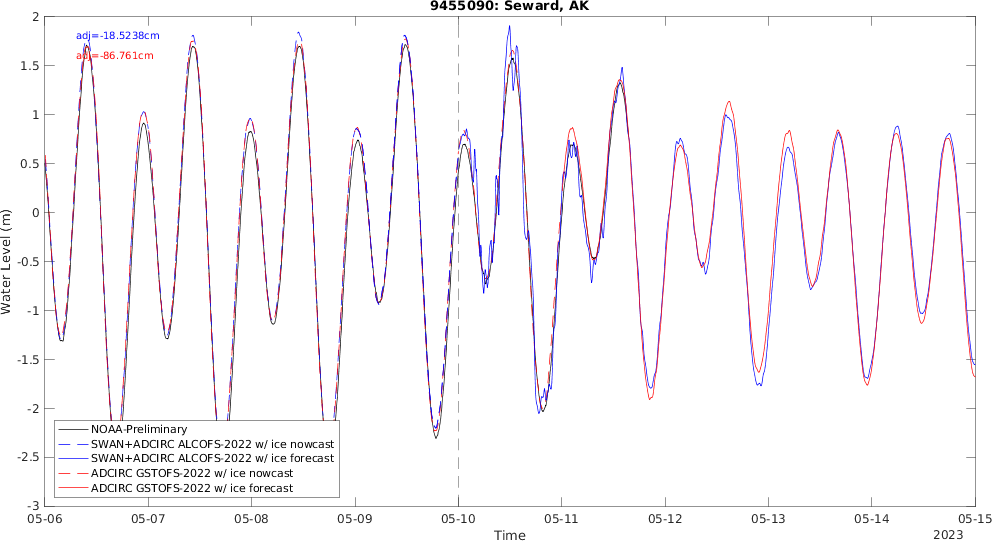 9455090: Seward, AK
adj=-18.5238cm
adj=-86.761cm
2
1.5
1
0.5
0
-0.5
-1
-1.5
-2
-2.5
-3
Water Level (m)
NOAA-Preliminary
SWAN+ADCIRC ALCOFS-2022 w/ ice nowcast
SWAN+ADCIRC ALCOFS-2022 w/ ice forecast
ADCIRC GSTOFS-2022 w/ ice nowcast
ADCIRC GSTOFS-2022 w/ ice forecast
05-06 05-07 05-08 05-09 05-10 05-11 05-12 05-13 05-14 05-15
Time
2023